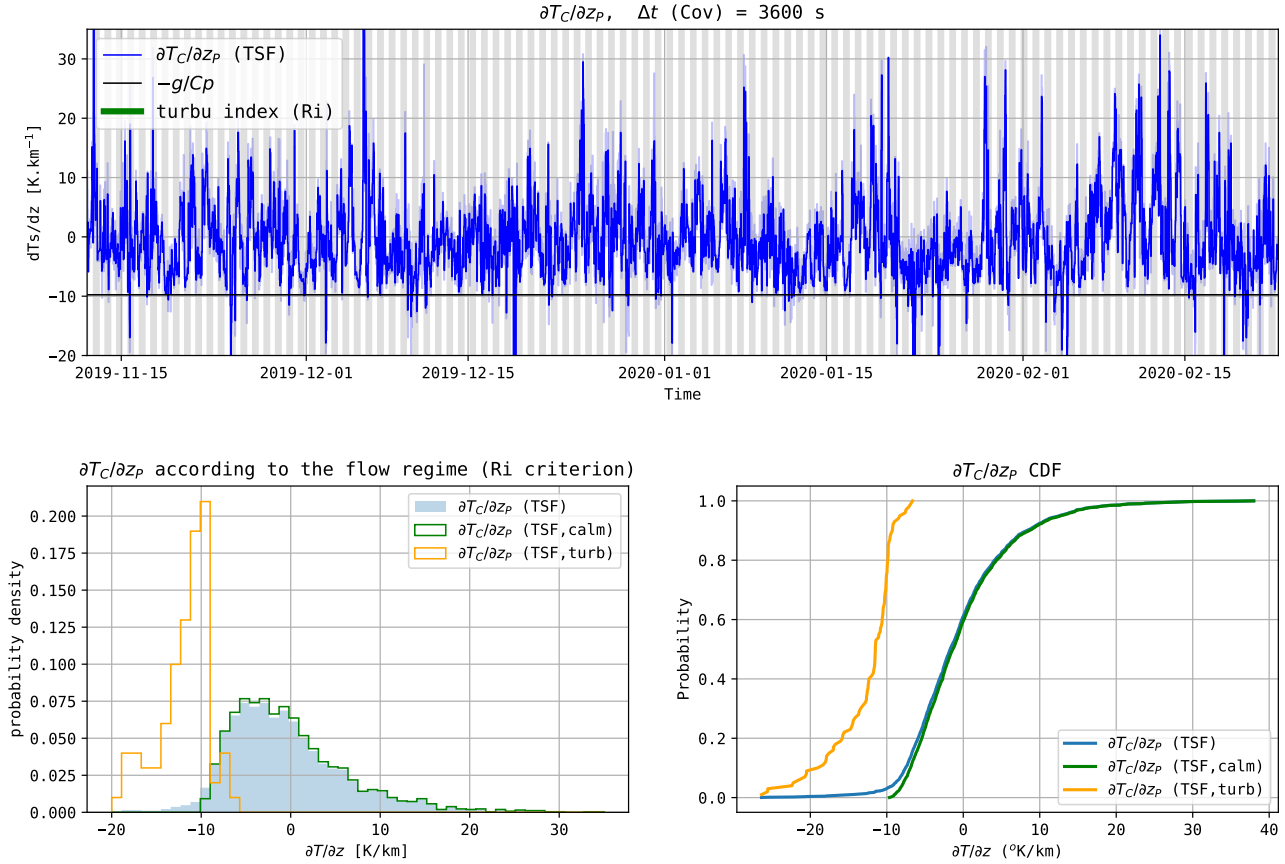 ∂T_C/∂z_P,  Δt (Cov) = 3600 s
∂T_C/∂z_P (TSF)
−g/Cp
turbu index (Ri)
dTs/dz [K.km⁻¹]
30
20
10
0
−10
−20
2019-11-15 2019-12-01 2019-12-15 2020-01-01 2020-01-15 2020-02-01 2020-02-15
Time
∂T_C/∂z_P according to the flow regime (Ri criterion)
∂T_C/∂z_P (TSF)
∂T_C/∂z_P (TSF,calm)
∂T_C/∂z_P (TSF,turb)
probability density
0.200
0.175
0.150
0.125
0.100
0.075
0.050
0.025
0.000
−20 −10 0 10 20 30
∂T/∂z [K/km]
∂T_C/∂z_P CDF
Probability
1.0
0.8
0.6
0.4
0.2
0.0
∂T_C/∂z_P (TSF)
∂T_C/∂z_P (TSF,calm)
∂T_C/∂z_P (TSF,turb)
−20 −10 0 10 20 30 40
∂T/∂z (°K/km)